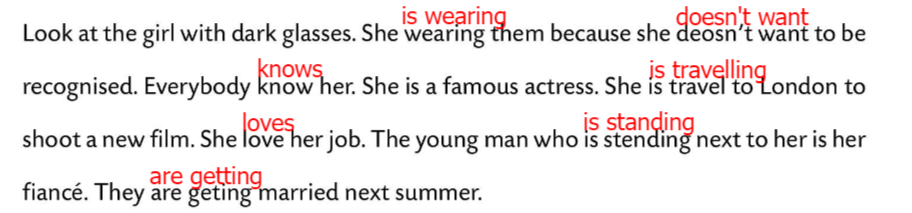 is wearing doesn't want
Look at the girl with dark glasses. She wearing them because she deosn't want to be
knows is travelling
recognised. Everybody know her. She is a famous actress. She is travel to London to
loves is standing
shoot a new film. She love her job. The young man who is stending next to her is her
are getting
fiancé. They are geting married next summer.